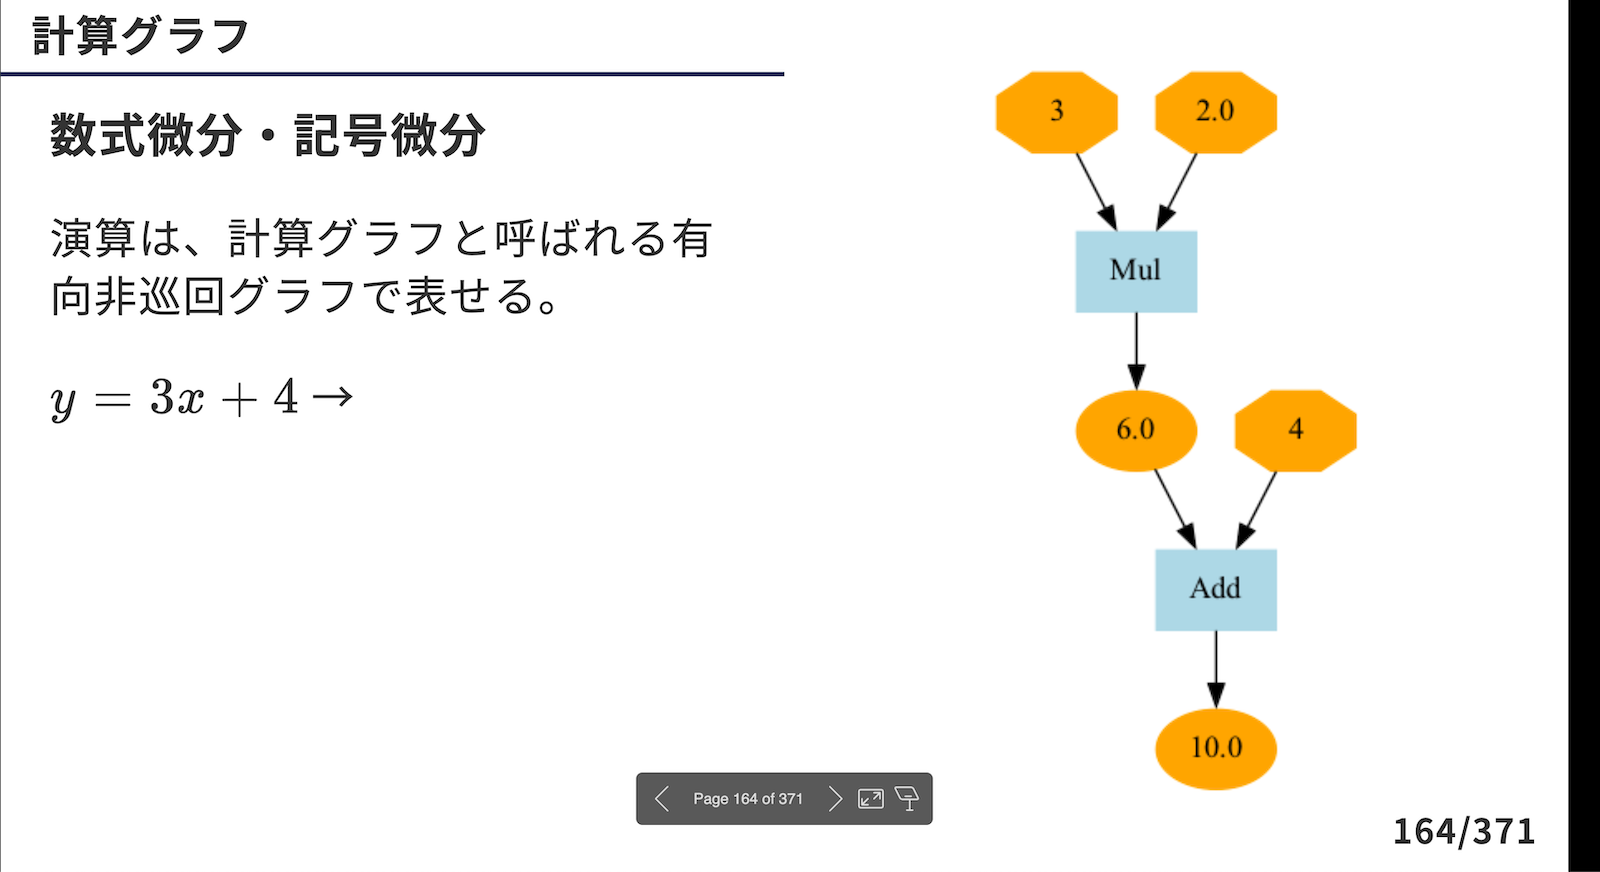 計算グラフ
数式微分・記号微分
演算は、計算グラフと呼ばれる有
向非巡回グラフで表せる。
y = 3x + 4 →
3
2.0
Mul
6.0
4
Add
10.0
Page 164 of 371
164/371